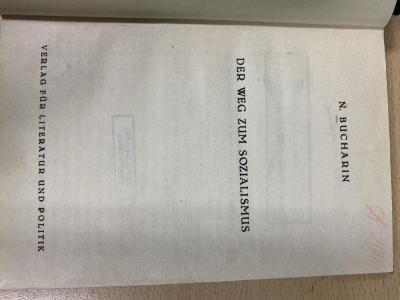 N. BUCHARIN
DER WEG ZUM SOZIALISMUS
VERLAG FÜR LITERATUR UND POLITIK